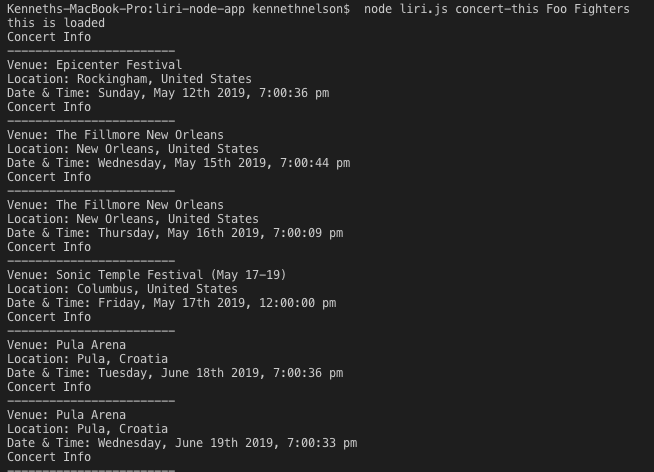 Kenneths-MacBook-Pro:liri-node-app kennethnelson$  node liri.js concert-this Foo Fighters
this is loaded
Concert Info
------------------------
Venue: Epicenter Festival
Location: Rockingham, United States
Date & Time: Sunday, May 12th 2019, 7:00:36 pm
Concert Info
------------------------
Venue: The Fillmore New Orleans
Location: New Orleans, United States
Date & Time: Wednesday, May 15th 2019, 7:00:44 pm
Concert Info
------------------------
Venue: The Fillmore New Orleans
Location: New Orleans, United States
Date & Time: Thursday, May 16th 2019, 7:00:09 pm
Concert Info
------------------------
Venue: Sonic Temple Festival (May 17-19)
Location: Columbus, United States
Date & Time: Friday, May 17th 2019, 12:00:00 pm
Concert Info
------------------------
Venue: Pula Arena
Location: Pula, Croatia
Date & Time: Tuesday, June 18th 2019, 7:00:36 pm
Concert Info
------------------------
Venue: Pula Arena
Location: Pula, Croatia
Date & Time: Wednesday, June 19th 2019, 7:00:33 pm
Concert Info
------------------------